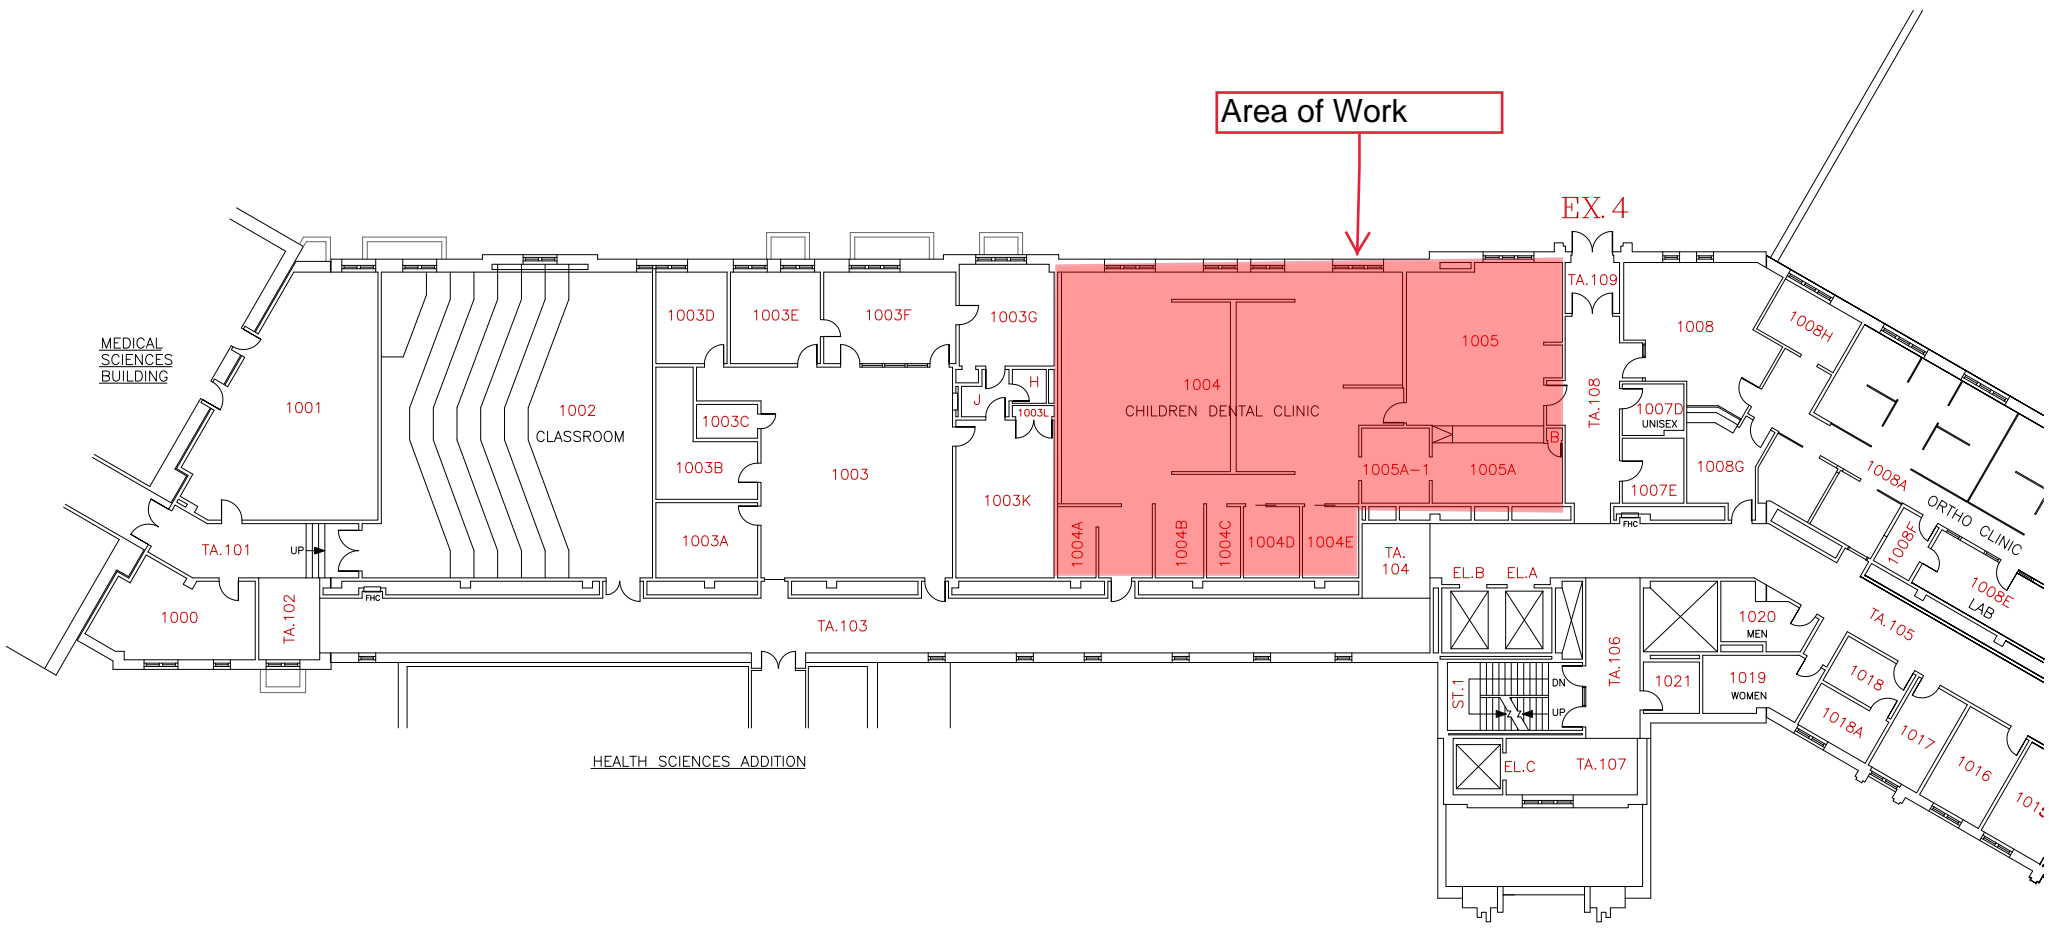 Area of Work
EX. 4
TA.109
1003D
1003E
1003F
1003G
1008
1008H
MEDICAL
SCIENCES
BUILDING
1005
H
1004
J
TA.108
1001
1002
CHILDREN DENTAL CLINIC
1003L
1007D
UNISEX
CLASSROOM
1003C
B
1003B
1003
1005A-1
1005A
1008G
1008A
1003K
1007E
ORTHO CLINIC
FHC
1003A
1004A
1004B
1004C
1004D
1004E
1008F
TA.101
UP
TA.
104
EL.B
EL.A
1008E
LAB
FHC
1000
TA.102
TA.103
1020
MEN
TA.105
TA.106
1021
1019
WOMEN
1018
ST.1
DN
UP
1018A
1017
HEALTH SCIENCES ADDITION
EL.C
TA.107
1016
1015